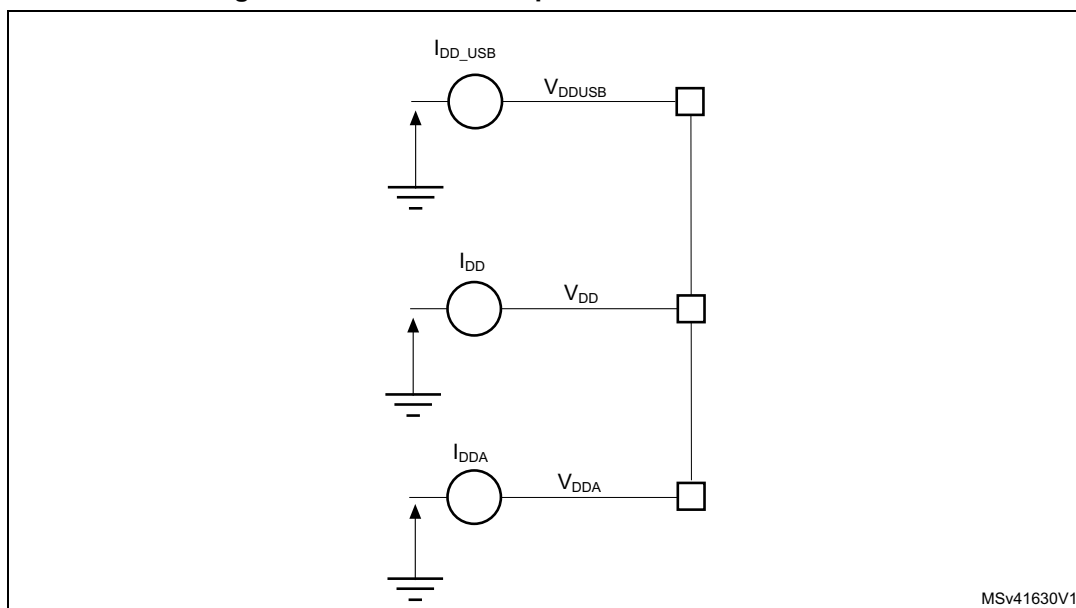 I_DD_USB
V_DDUSB
I_DD
V_DD
I_DDA
V_DDA
MSv41630V1